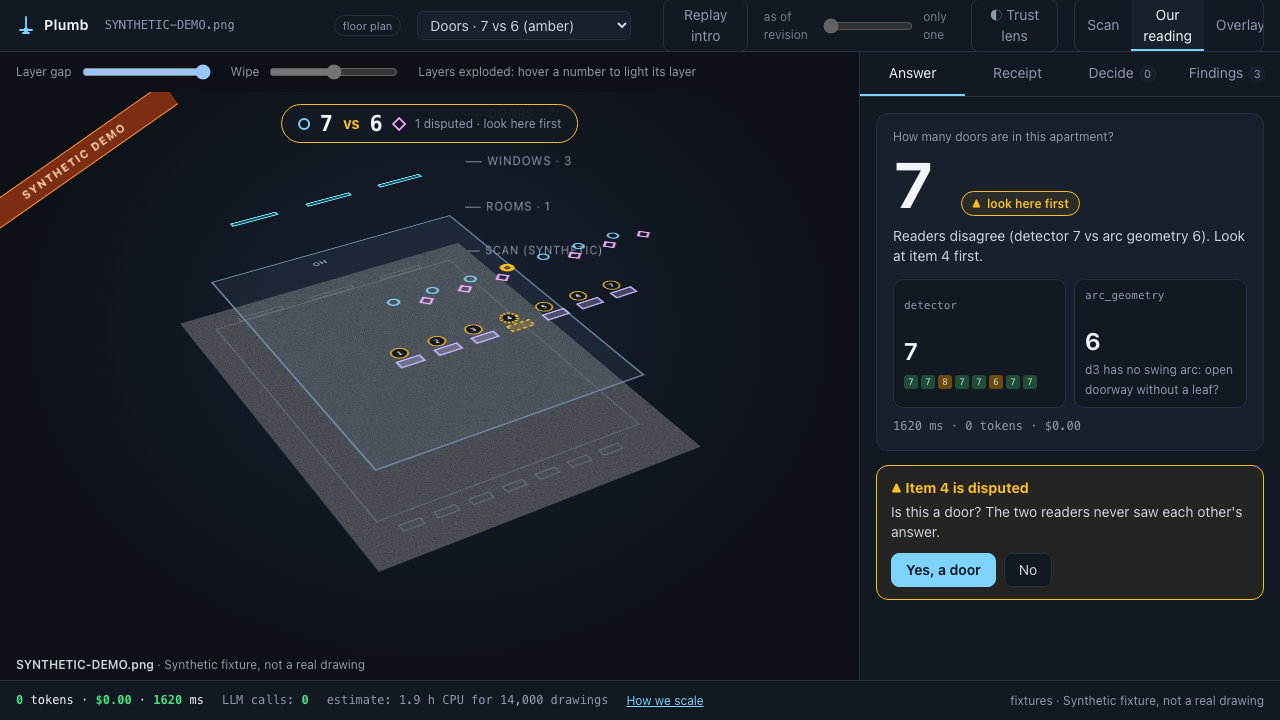 Plumb SYNTHETIC-DEMO.png floor plan Doors · 7 vs 6 (amber) Replay intro as of revision only one Trust lens Scan Our reading Overlay
Layer gap Wipe Layers exploded: hover a number to light its layer
Answer Receipt Decide 0 Findings 3
SYNTHETIC DEMO
7 vs 6 1 disputed · look here first
WINDOWS · 3
ROOMS · 1
SCAN (SYNTHETIC)
1 2 3 4 5 6 7
How many doors are in this apartment?
7 look here first
Readers disagree (detector 7 vs arc geometry 6). Look
at item 4 first.
detector
7
7 7 8 7 7 6 7 7
arc_geometry
6
d3 has no swing arc: open
doorway without a leaf?
1620 ms · 0 tokens · $0.00
Item 4 is disputed
Is this a door? The two readers never saw each other's
answer.
Yes, a door No
SYNTHETIC-DEMO.png · Synthetic fixture, not a real drawing
0 tokens · $0.00 · 1620 ms LLM calls: 0 estimate: 1.9 h CPU for 14,000 drawings How we scale fixtures · Synthetic fixture, not a real drawing